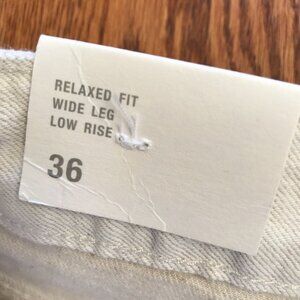 RELAXED FIT
WIDE LEG
LOW RISE
36